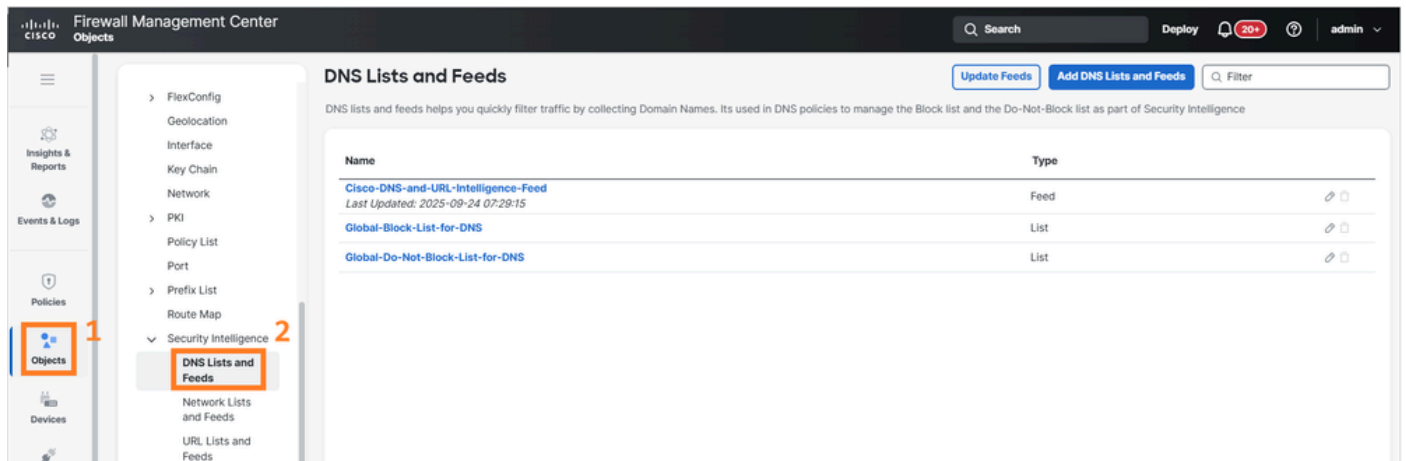 Firewall Management Center
CISCO Objects
Search
Deploy
20+
admin
Insights &
Reports
Events & Logs
Policies
Objects
1
Devices
FlexConfig
Geolocation
Interface
Key Chain
Network
PKI
Policy List
Port
Prefix List
Route Map
Security Intelligence
2
DNS Lists and
Feeds
Network Lists
and Feeds
URL Lists and
Feeds
DNS Lists and Feeds
Update Feeds
Add DNS Lists and Feeds
Filter
DNS lists and feeds helps you quickly filter traffic by collecting Domain Names. Its used in DNS policies to manage the Block list and the Do-Not-Block list as part of Security Intelligence
Name Type
Cisco-DNS-and-URL-Intelligence-Feed Feed
Last Updated: 2025-09-24 07:29:15
Global-Block-List-for-DNS List
Global-Do-Not-Block-List-for-DNS List